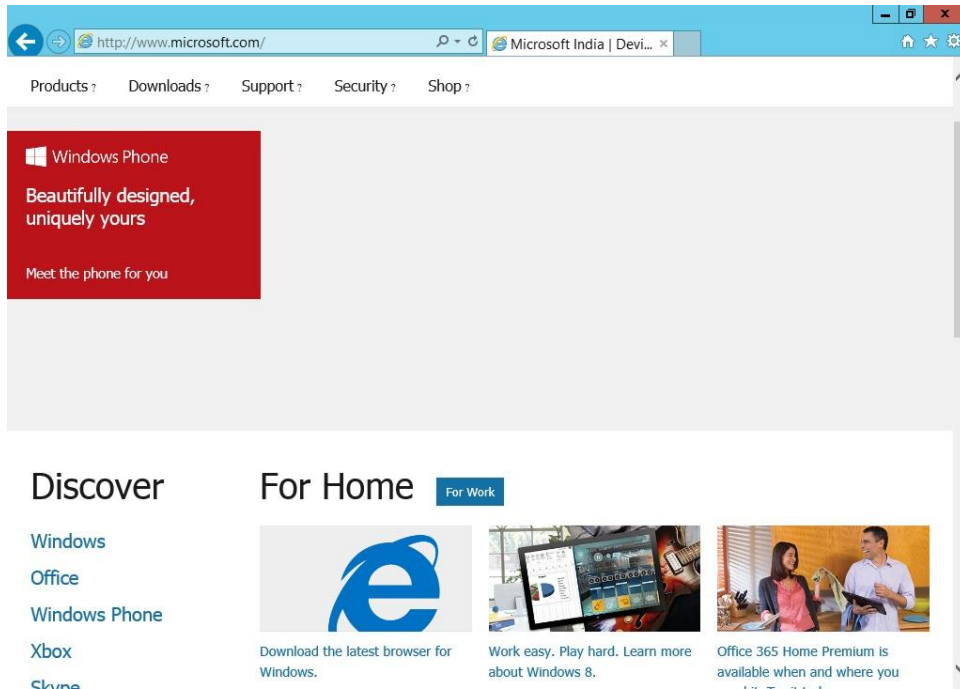 http://www.microsoft.com/
Microsoft India | Devi...
Products ?
Downloads ?
Support ?
Security ?
Shop ?
Windows Phone
Beautifully designed,
uniquely yours
Meet the phone for you
Discover
Windows
Office
Windows Phone
Xbox
Skype
For Home
For Work
Download the latest browser for
Windows.
Work easy. Play hard. Learn more
about Windows 8.
Office 365 Home Premium is
available when and where you